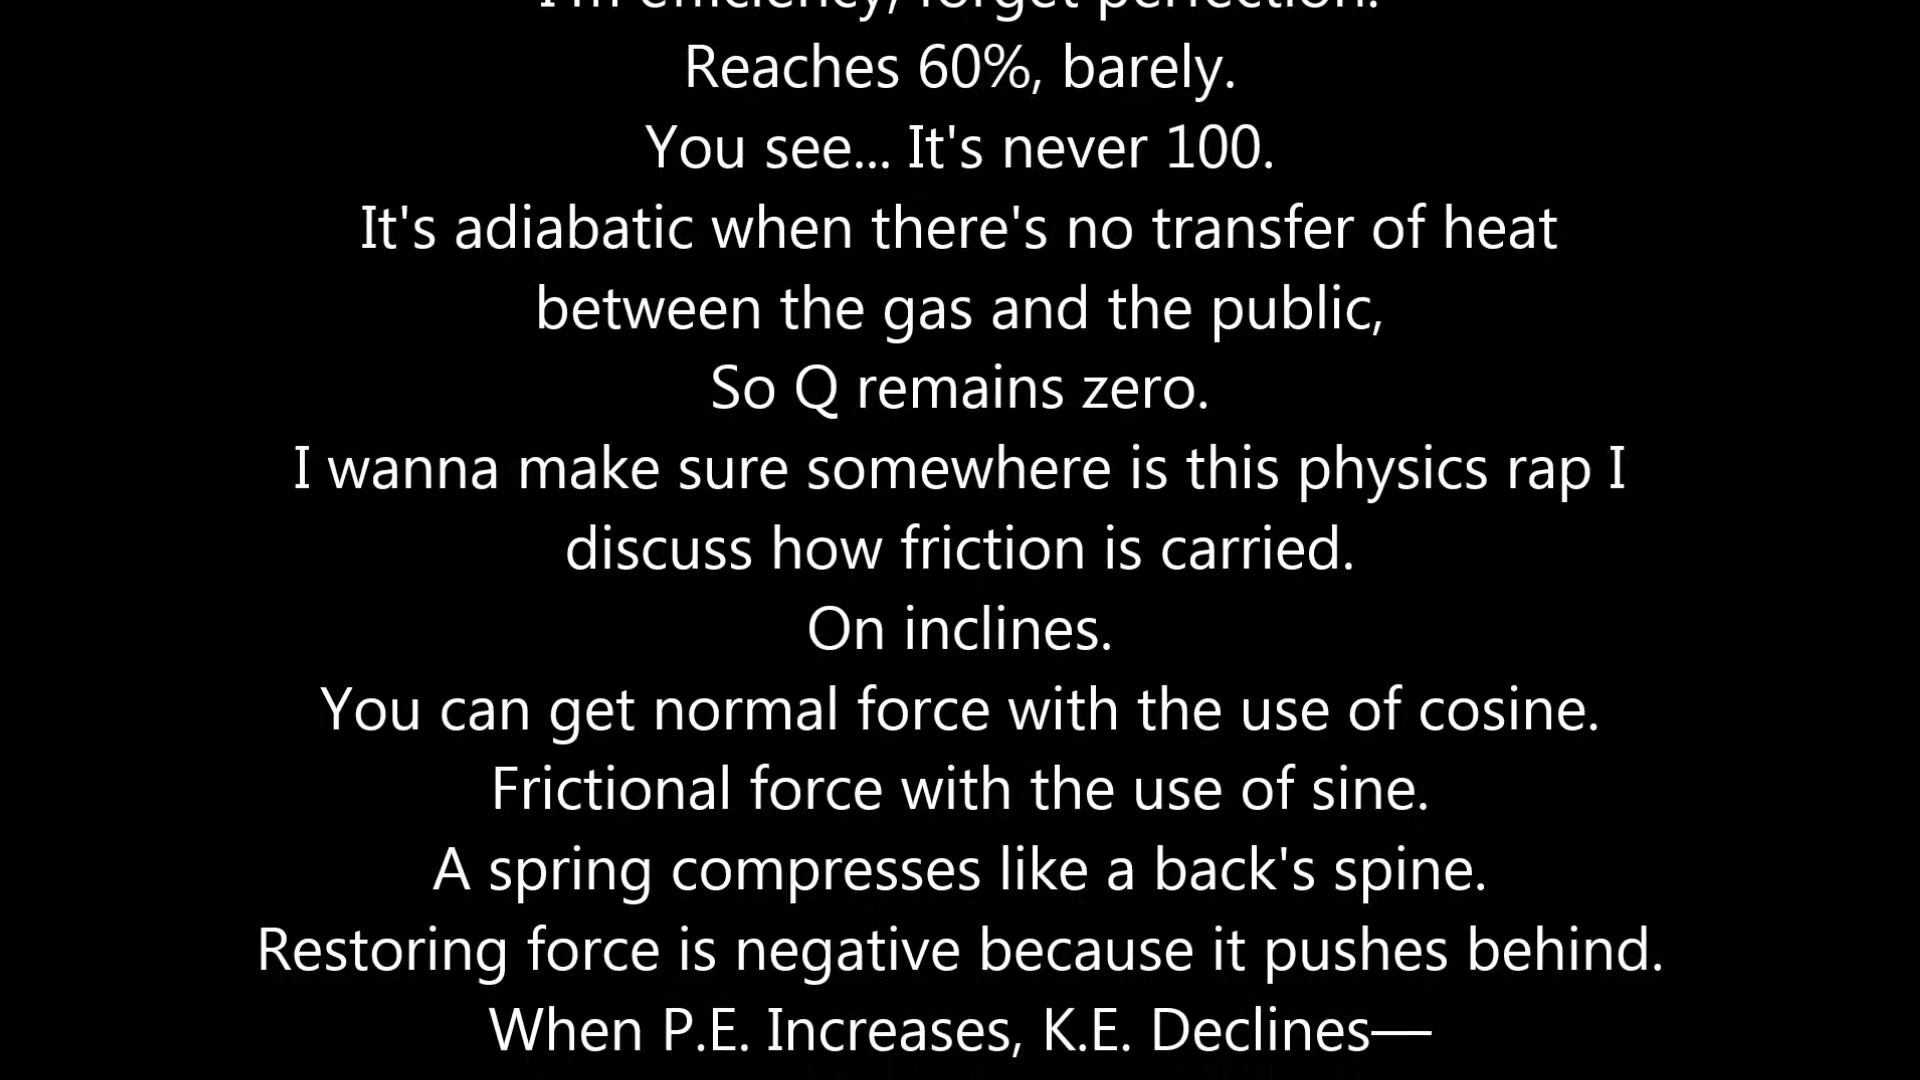 I'm efficiency, forget perfection.
Reaches 60%, barely.
You see... It's never 100.
It's adiabatic when there's no transfer of heat
between the gas and the public,
So Q remains zero.
I wanna make sure somewhere is this physics rap I
discuss how friction is carried.
On inclines.
You can get normal force with the use of cosine.
Frictional force with the use of sine.
A spring compresses like a back's spine.
Restoring force is negative because it pushes behind.
When P.E. Increases, K.E. Declines—